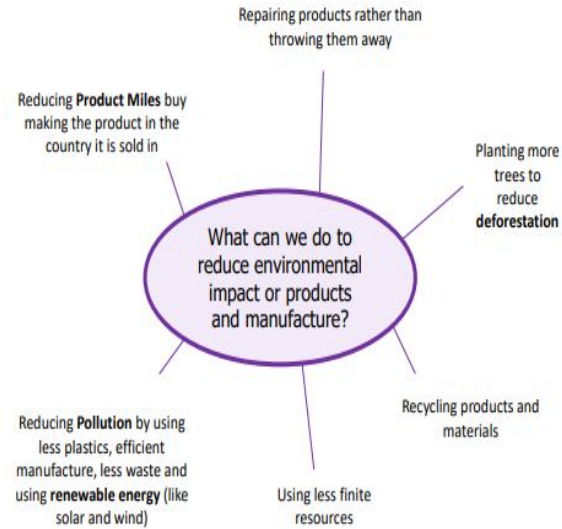 Repairing products rather than
throwing them away
Reducing Product Miles buy
making the product in the
country it is sold in
Planting more
trees to
reduce
deforestation
What can we do to
reduce environmental
impact or products
and manufacture?
Recycling products and
materials
Reducing Pollution by using
less plastics, efficient
manufacture, less waste and
using renewable energy (like
solar and wind)
Using less finite
resources